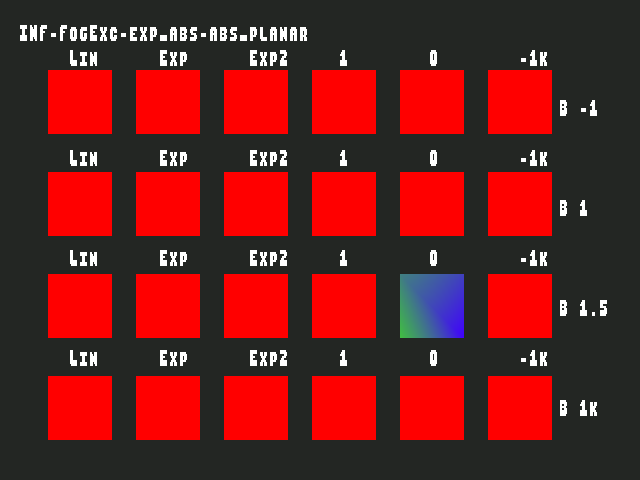 INF-FOGEXC-EXP_ABS-ABS_PLANAR
LIN EXP EXP2 1 0 -1K
B -1
LIN EXP EXP2 1 0 -1K
B 1
LIN EXP EXP2 1 0 -1K
B 1.5
LIN EXP EXP2 1 0 -1K
B 1K